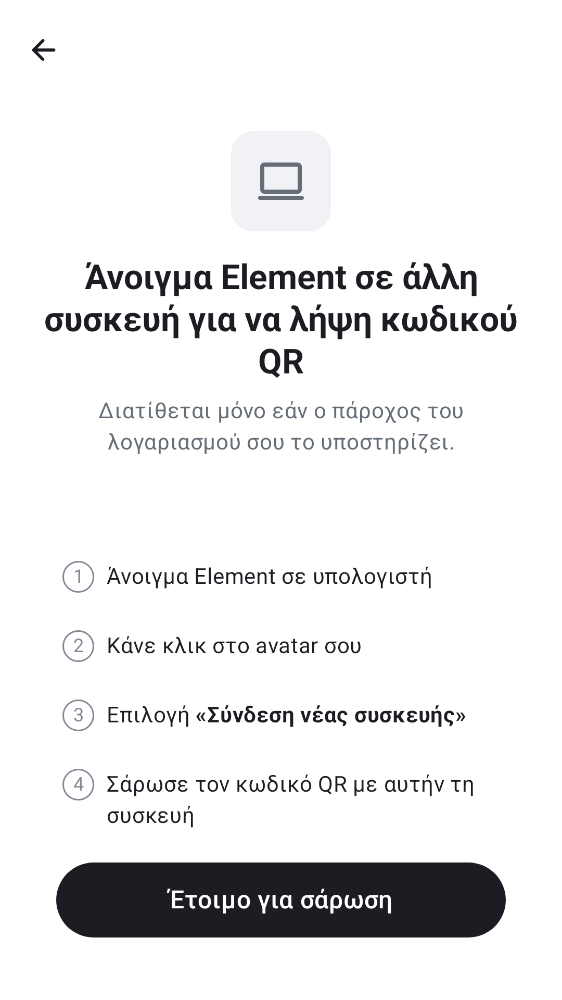 Άνοιγμα Element σε άλλη
συσκευή για να λήψη κωδικού
QR
Διατίθεται μόνο εάν ο πάροχος του
λογαριασμού σου το υποστηρίζει.
1 Άνοιγμα Element σε υπολογιστή
2 Κάνε κλικ στο avatar σου
3 Επιλογή «Σύνδεση νέας συσκευής»
4 Σάρωσε τον κωδικό QR με αυτήν τη
συσκευή
Έτοιμο για σάρωση